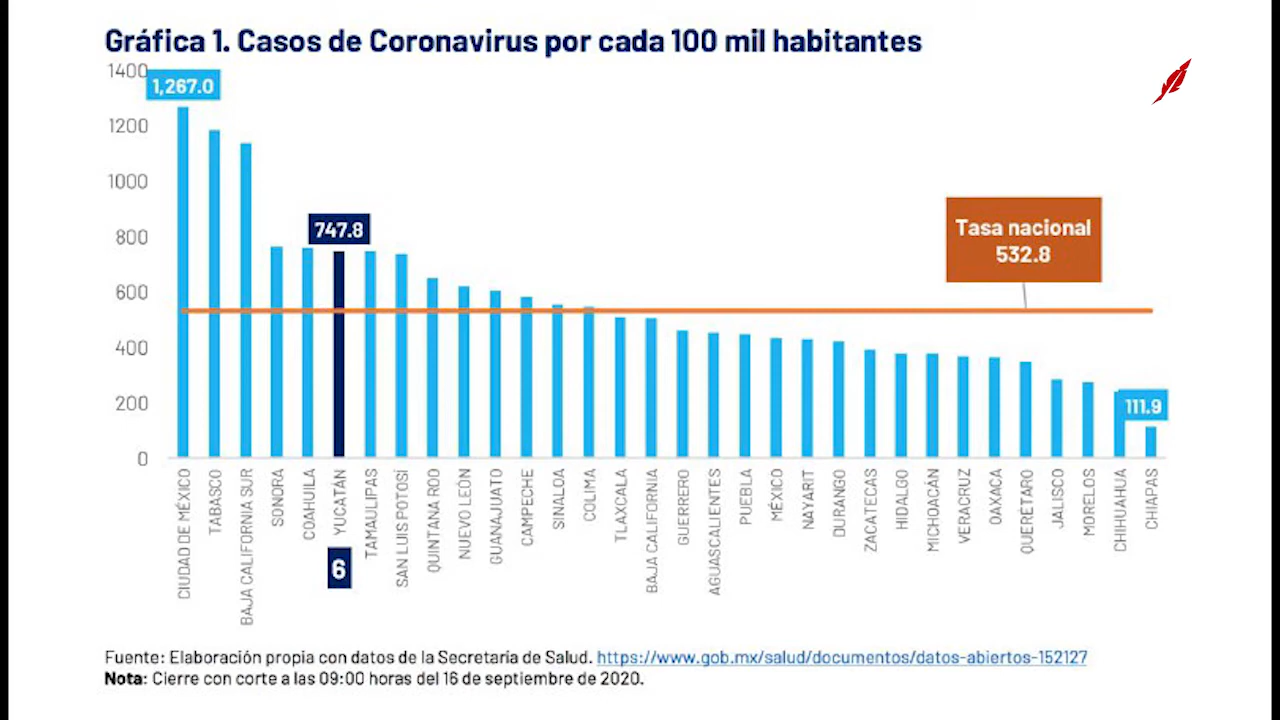 Gráfica 1. Casos de Coronavirus por cada 100 mil habitantes
1400
1,267.0
1200
1000
800
747.8
600
400
200
0
Tasa nacional
532.8
111.9
CIUDAD DE MÉXICO
TABASCO
BAJA CALIFORNIA SUR
SONORA
COAHUILA
YUCATÁN
TAMAULIPAS
SAN LUIS POTOSÍ
QUINTANA ROO
NUEVO LEÓN
GUANAJUATO
CAMPECHE
SINALOA
COLIMA
TLAXCALA
BAJA CALIFORNIA
GUERRERO
AGUASCALIENTES
PUEBLA
MÉXICO
NAYARIT
DURANGO
ZACATECAS
HIDALGO
MICHOACÁN
VERACRUZ
OAXACA
QUERÉTARO
JALISCO
MORELOS
CHIHUAHUA
CHIAPAS
6
Fuente: Elaboración propia con datos de la Secretaría de Salud. https://www.gob.mx/salud/documentos/datos-abiertos-152127
Nota: Cierre con corte a las 09:00 horas del 16 de septiembre de 2020.